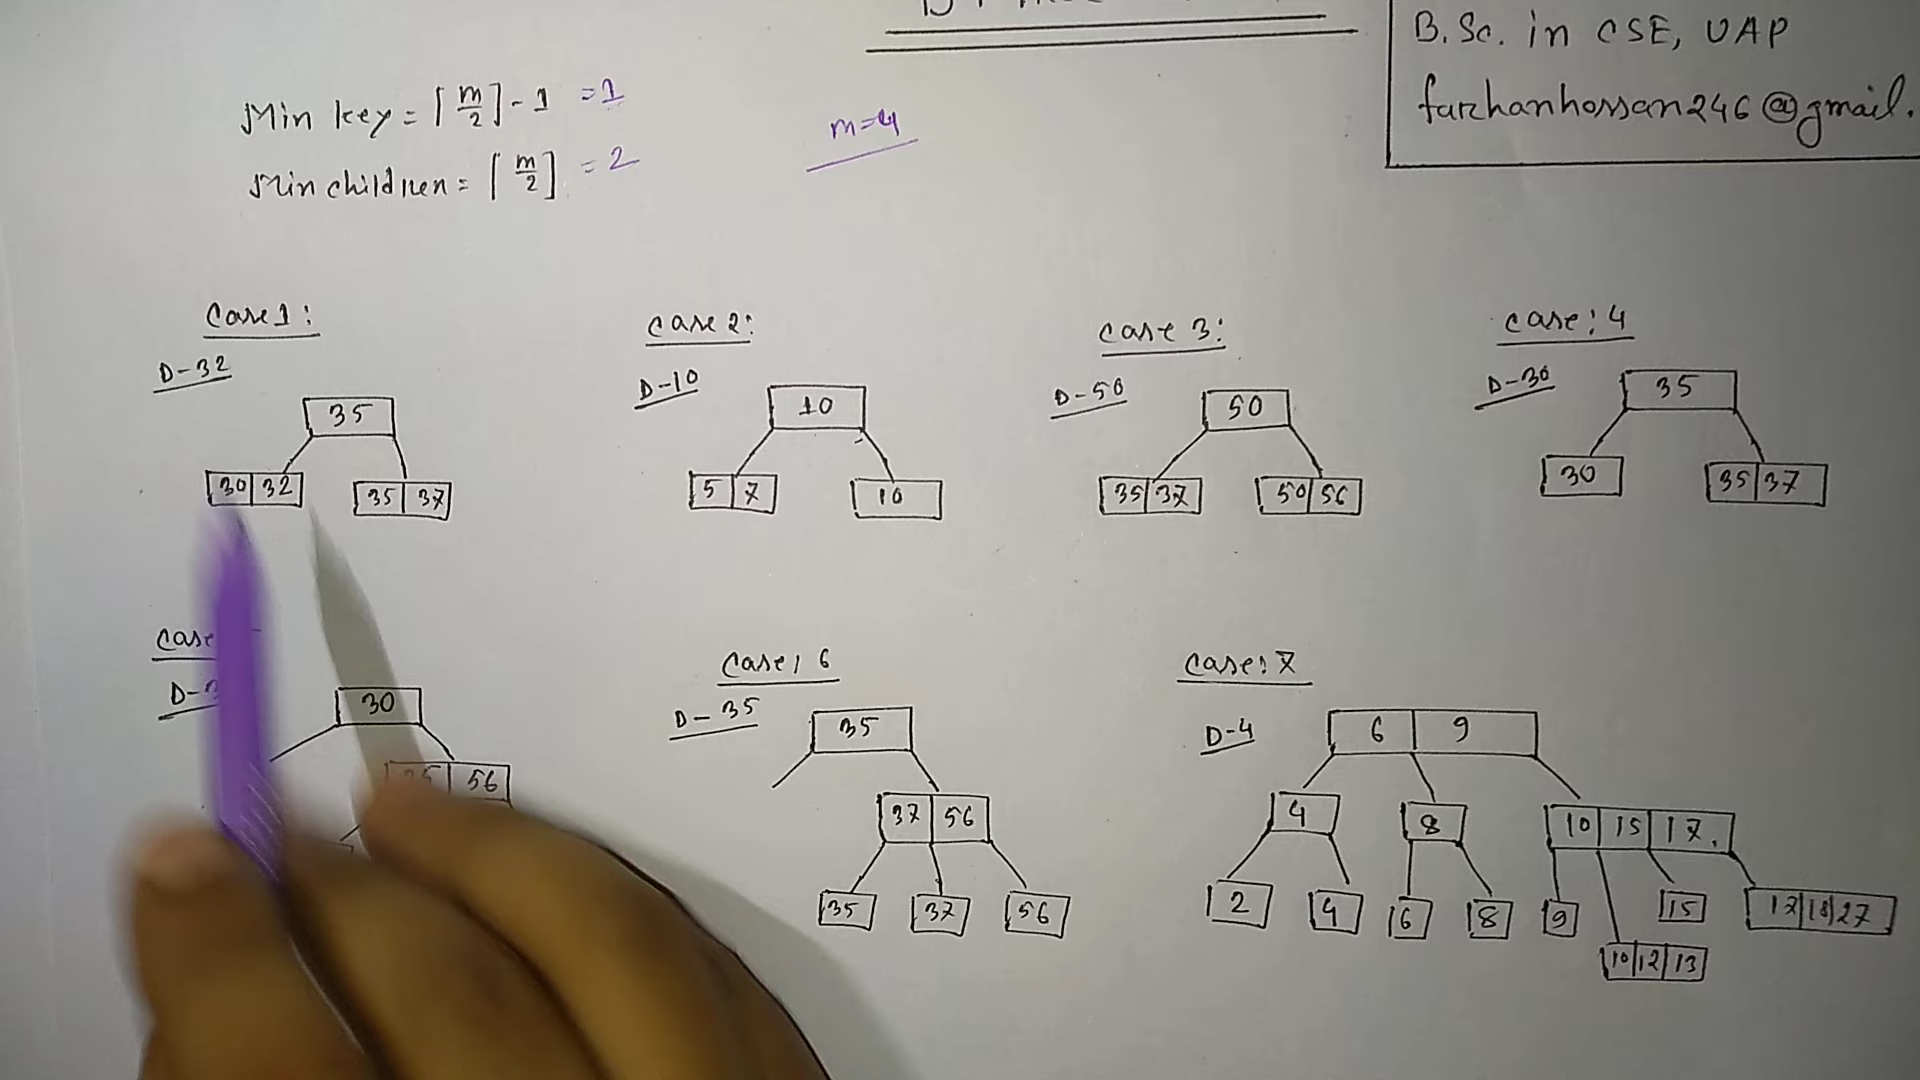 B.Sc. in CSE, UAP
farhanhossan246@gmail.
Min key = ⌈m/2⌉ - 1 = 1
m=4
Min children = ⌈m/2⌉ = 2
Case 1:
D-32
35
30 32
35 37
Case 2:
D-10
10
5 7
10
Case 3:
D-50
50
35 37
50 56
Case: 4
D-30
35
30
35 37
Case
30
56
Case: 6
D-35
35
37 56
35
37
56
Case: 7
D-4
6 9
4
8
10 15 17
2
4
6
8
9
15
27
10 12 13